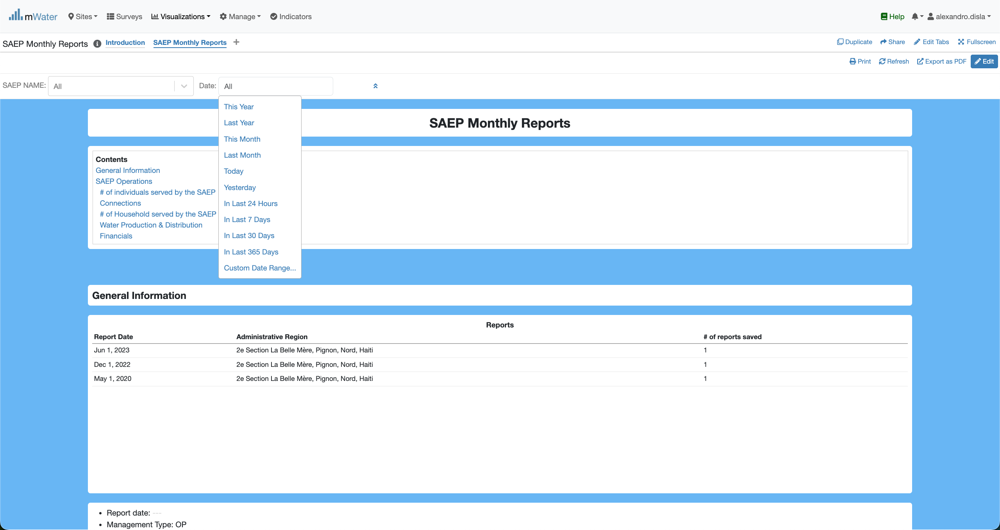 mWater Sites Surveys Visualizations Manage Indicators Help alexandro.disla
SAEP Monthly Reports Introduction SAEP Monthly Reports Duplicate Share Edit Tabs Fullscreen
Print Refresh Export as PDF Edit
SAEP NAME: All Date: All
This Year
Last Year
This Month
Last Month
Today
Yesterday
In Last 24 Hours
In Last 7 Days
In Last 30 Days
In Last 365 Days
Custom Date Range...
SAEP Monthly Reports
Contents
General Information
SAEP Operations
# of individuals served by the SAEP
Connections
# of Household served by the SAEP
Water Production & Distribution
Financials
General Information
Reports
Report Date Administrative Region # of reports saved
Jun 1, 2023 2e Section La Belle Mère, Pignon, Nord, Haiti 1
Dec 1, 2022 2e Section La Belle Mère, Pignon, Nord, Haiti 1
May 1, 2020 2e Section La Belle Mère, Pignon, Nord, Haiti 1
• Report date: ---
• Management Type: OP